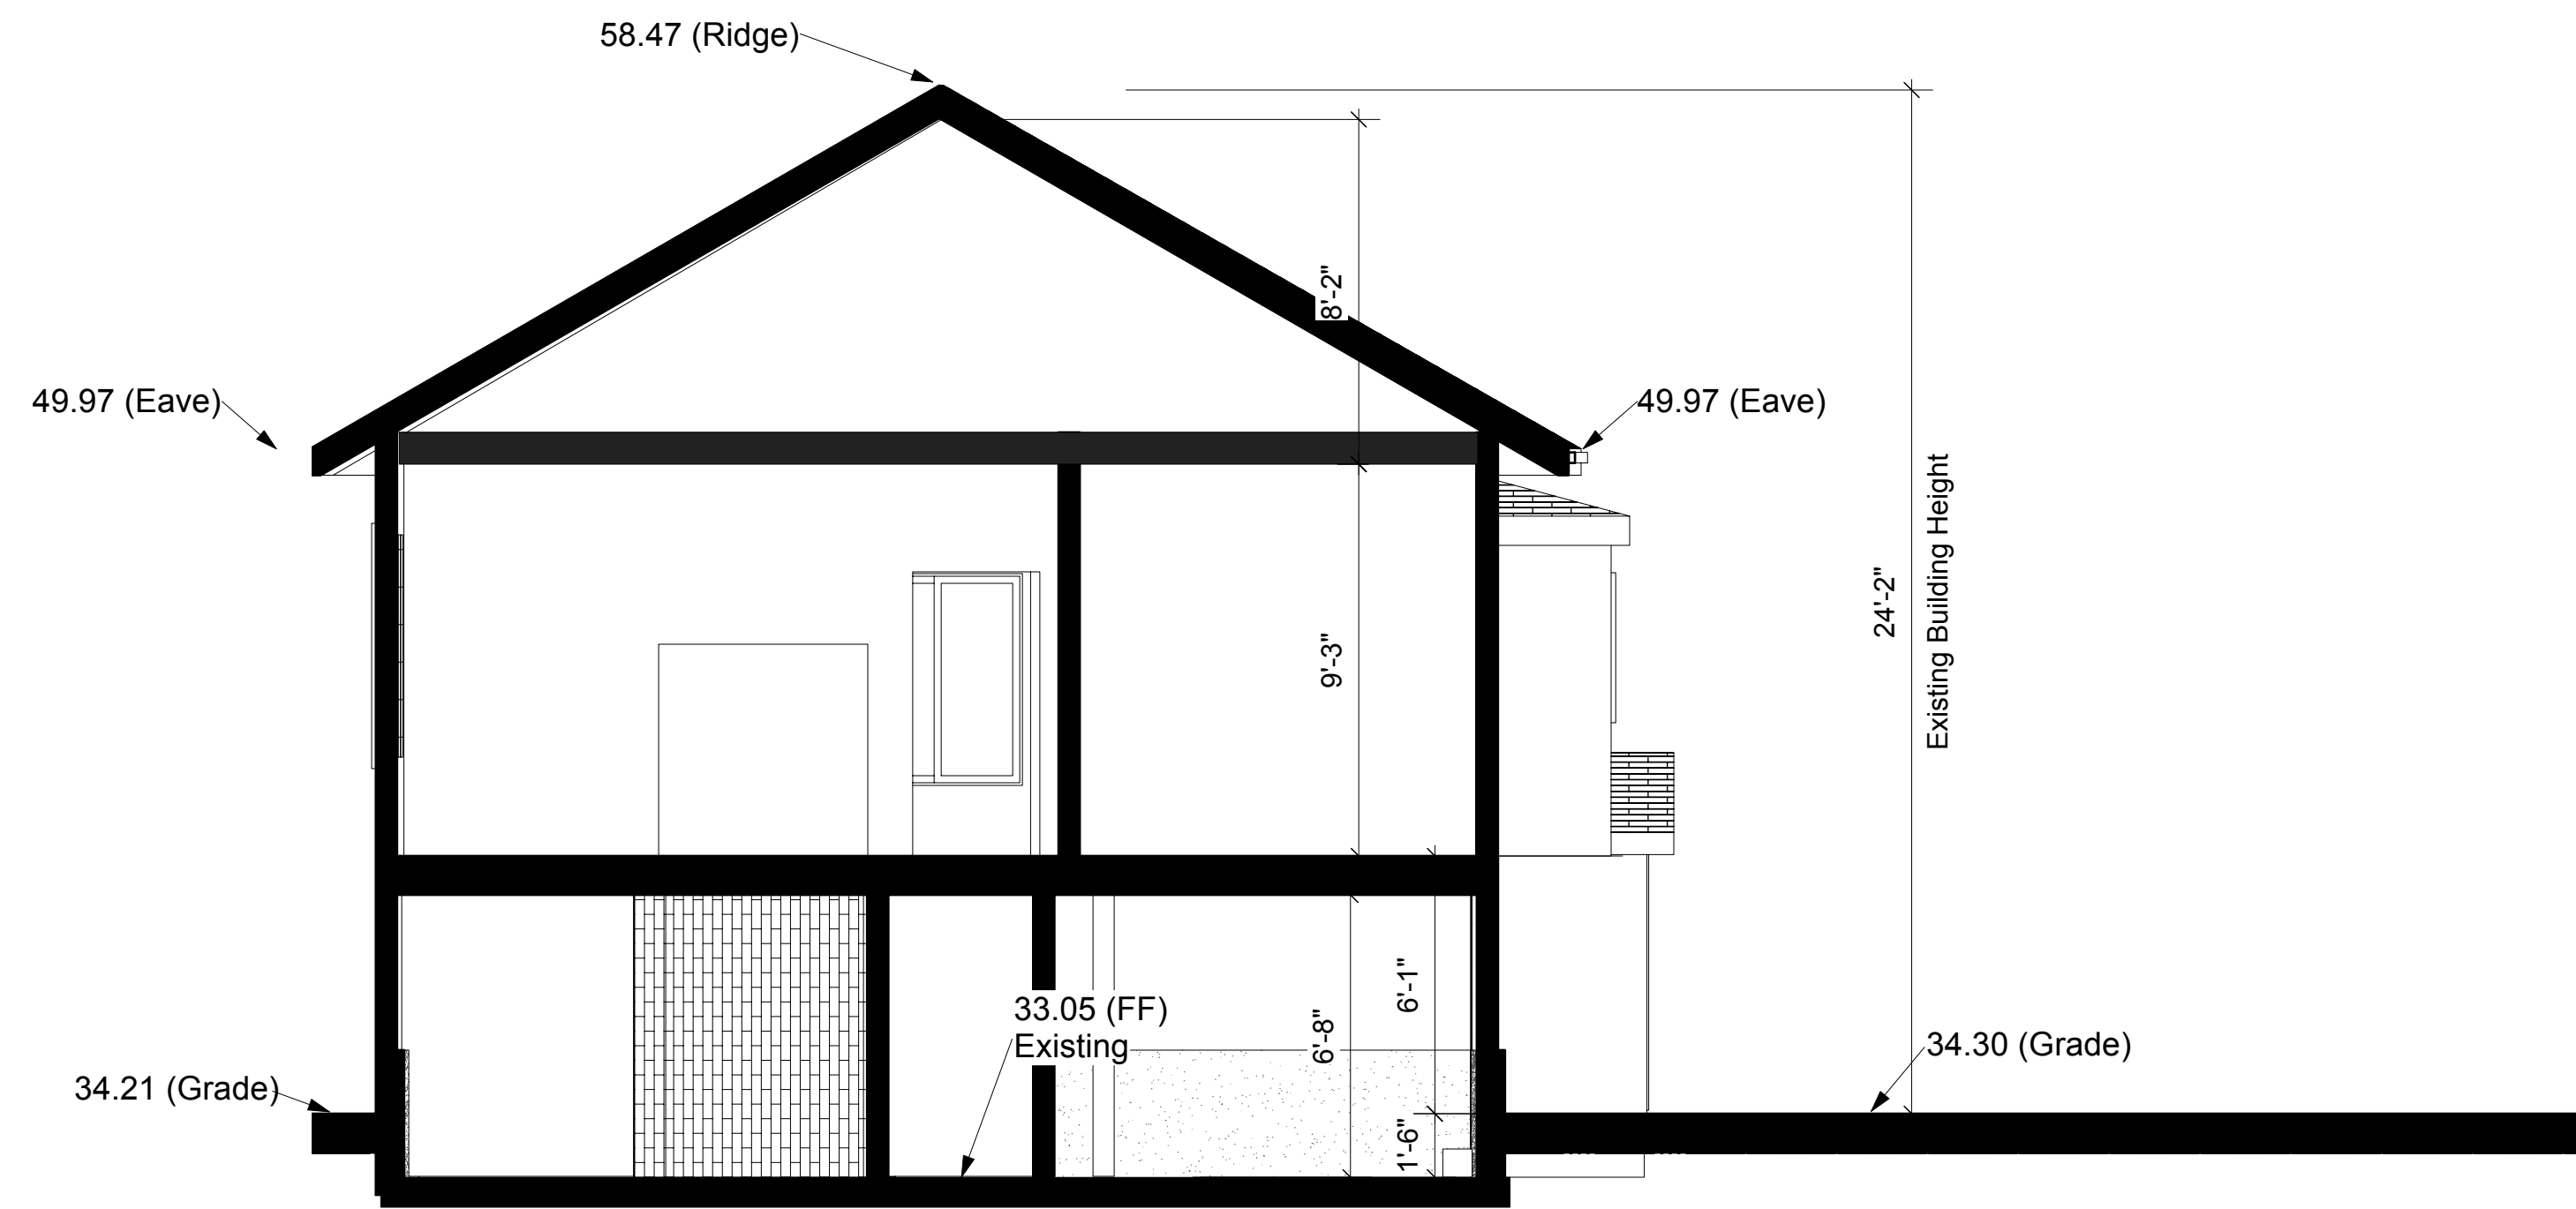 58.47 (Ridge)
8'-2"
49.97 (Eave)
49.97 (Eave)
Existing Building Height
24'-2"
9'-3"
6'-1"
33.05 (FF)
Existing
6'-8"
34.30 (Grade)
34.21 (Grade)
1'-6"